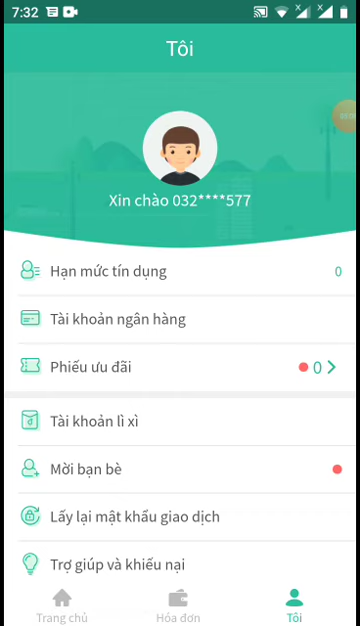 7:32
Tôi
Xin chào 032****577
Hạn mức tín dụng 0
Tài khoản ngân hàng
Phiếu ưu đãi 0
Tài khoản lì xì
Mời bạn bè
Lấy lại mật khẩu giao dịch
Trợ giúp và khiếu nại
Trang chủ Hóa đơn Tôi